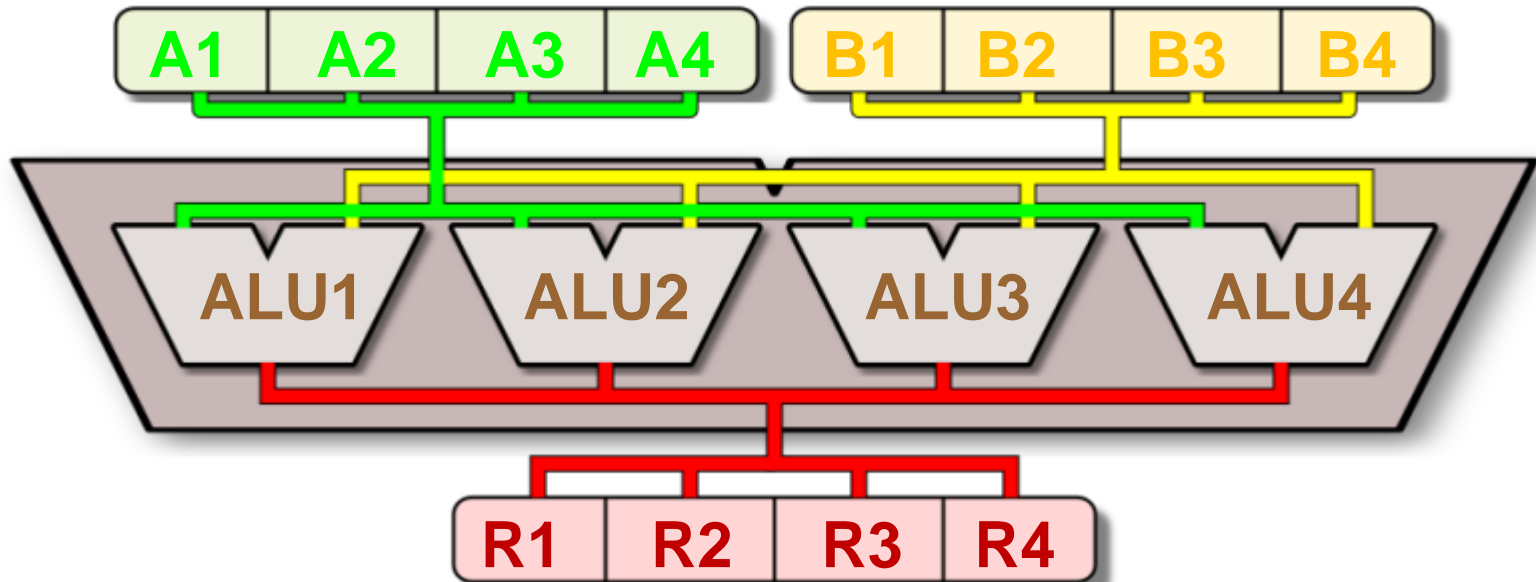 A1 A2 A3 A4 B1 B2 B3 B4
ALU1 ALU2 ALU3 ALU4
R1 R2 R3 R4